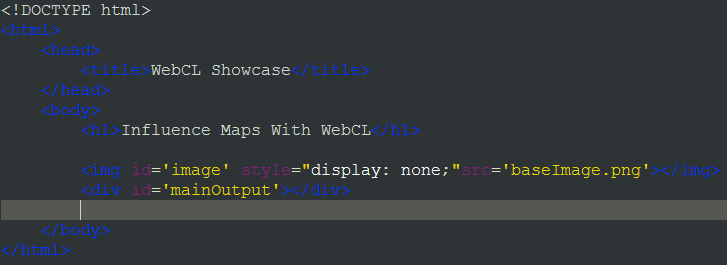 <!DOCTYPE html>
<html>
<head>
<title>WebCL Showcase</title>
</head>
<body>
<h1>Influence Maps With WebCL</h1>
<img id='image' style="display: none;"src='baseImage.png'></img>
<div id='mainOutput'></div>
</body>
</html>